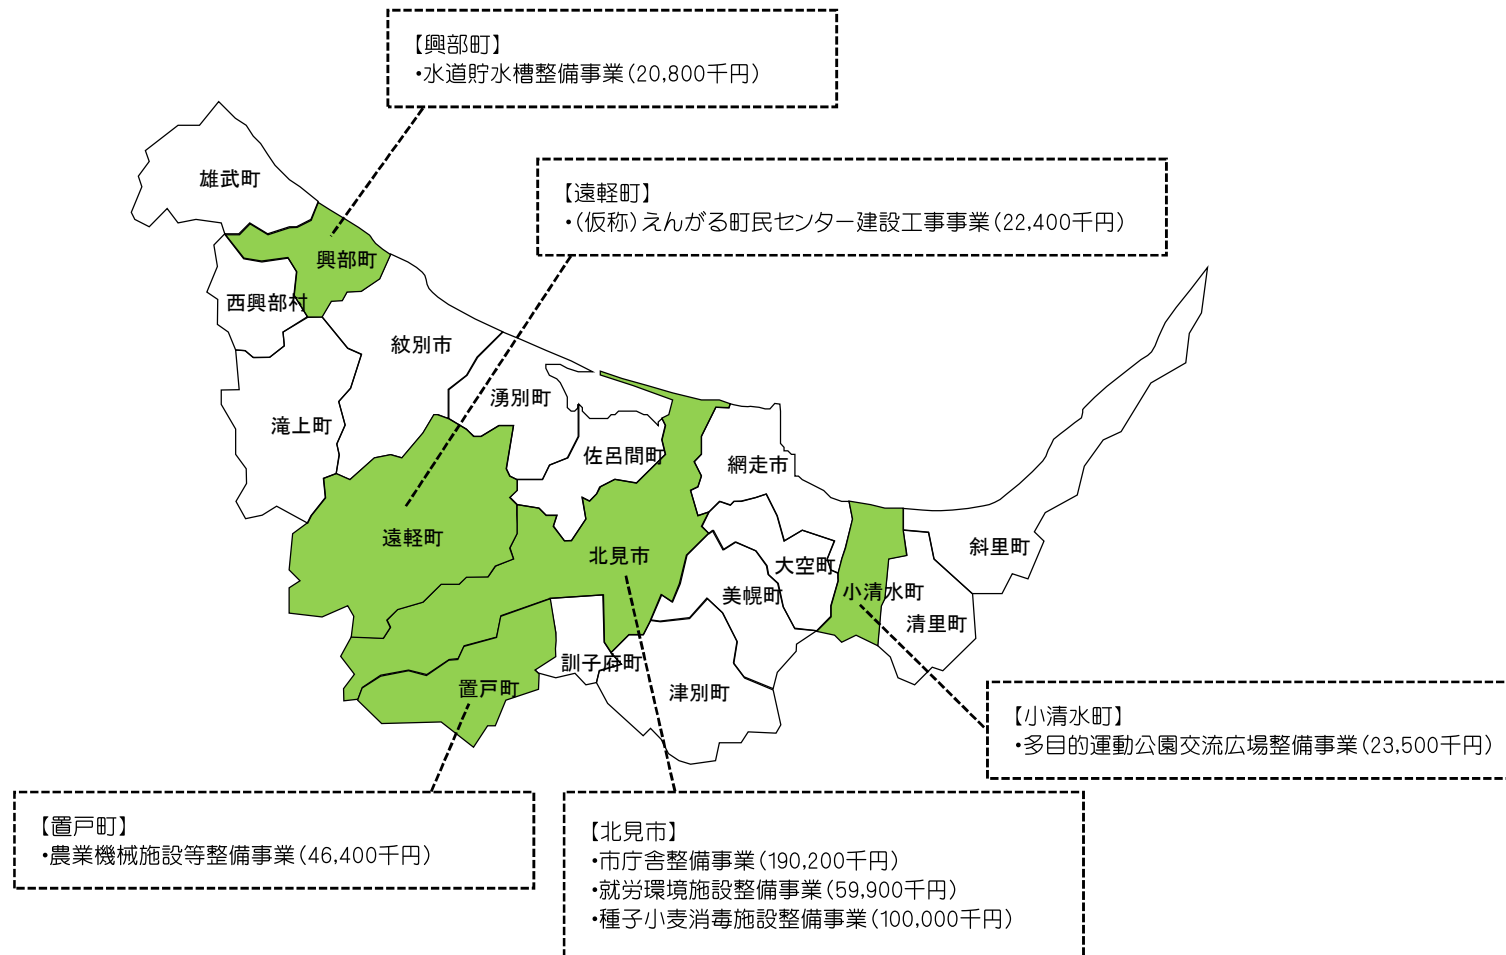 【興部町】
・水道貯水槽整備事業(20,800千円)
【遠軽町】
・(仮称)えんがる町民センター建設工事事業(22,400千円)
雄武町
興部町
西興部村
紋別市
湧別町
滝上町
佐呂間町
網走市
遠軽町
北見市
大空町
斜里町
美幌町
小清水町
清里町
訓子府町
置戸町
津別町
【小清水町】
・多目的運動公園交流広場整備事業(23,500千円)
【置戸町】
・農業機械施設等整備事業(46,400千円)
【北見市】
・市庁舎整備事業(190,200千円)
・就労環境施設整備事業(59,900千円)
・種子小麦消毒施設整備事業(100,000千円)